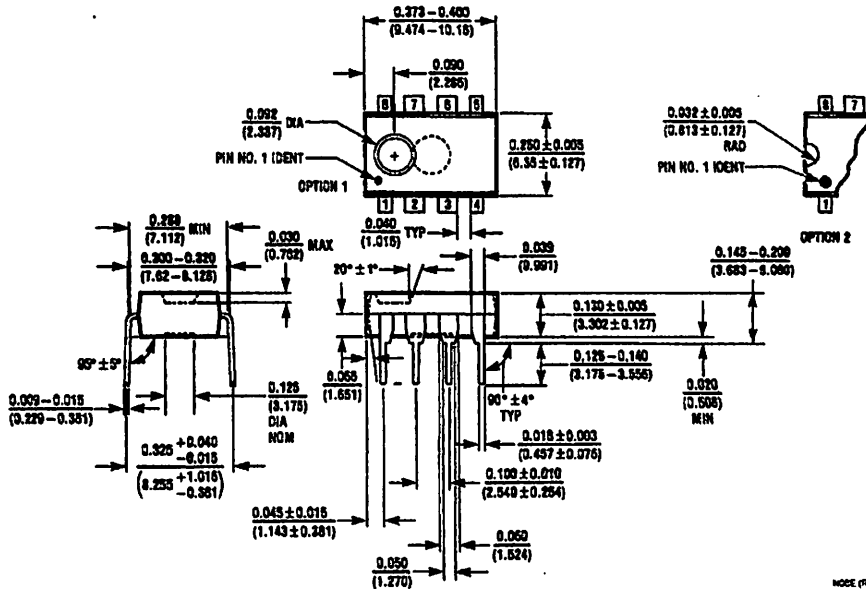 0.373–0.400
(9.474–10.16)
0.090
(2.286)
8 7 6 5
0.092 DIA
(2.337)
PIN NO. 1 IDENT
OPTION 1
0.250 ± 0.005
(6.35 ± 0.127)
1 2 3 4
0.032 ± 0.005
(0.813 ± 0.127)
RAD
PIN NO. 1 IDENT
8 7
1
OPTION 2
0.280 MIN
(7.112)
0.300–0.320
(7.62–8.128)
0.030 MAX
(0.762)
0.040 TYP
(1.016)
0.039
(0.991)
20° ± 1°
0.145–0.200
(3.683–5.080)
0.130 ± 0.005
(3.302 ± 0.127)
0.125–0.140
(3.175–3.556)
0.020
(0.508)
MIN
95° ± 5°
0.009–0.015
(0.229–0.381)
0.125
(3.175)
DIA
NOM
0.065
(1.651)
90° ± 4°
TYP
0.018 ± 0.003
(0.457 ± 0.076)
0.325 +0.040 −0.015
(8.255 +1.016 −0.381)
0.100 ± 0.010
(2.540 ± 0.254)
0.045 ± 0.015
(1.143 ± 0.381)
0.060
(1.524)
0.050
(1.270)